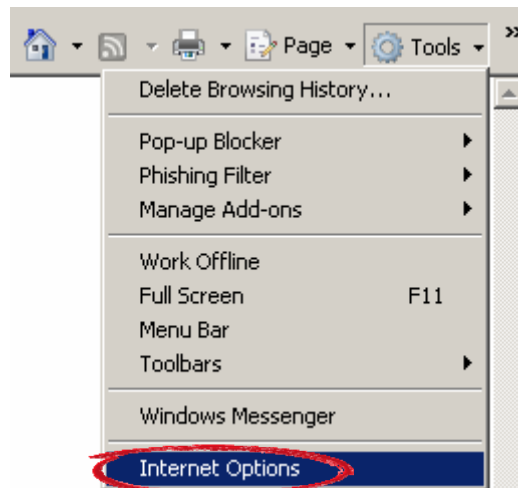 Page Tools »
Delete Browsing History...
Pop-up Blocker
Phishing Filter
Manage Add-ons
Work Offline
Full Screen F11
Menu Bar
Toolbars
Windows Messenger
Internet Options